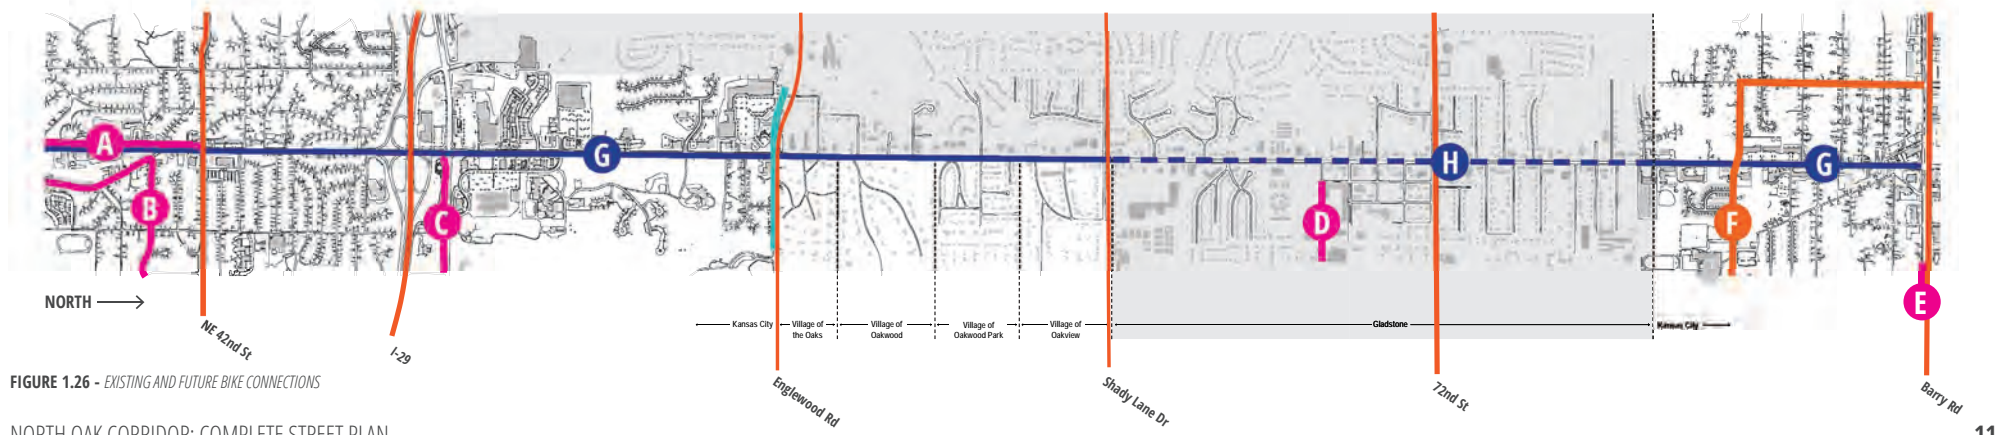 A
B
C
G
D
H
F
G
E
NORTH
Kansas City
Village of
the Oaks
Village of
Oakwood
Village of
Oakwood Park
Village of
Oakview
Gladstone
Kansas City
NE 42nd St
I-29
Englewood Rd
Shady Lane Dr
72nd St
Barry Rd
FIGURE 1.26 - EXISTING AND FUTURE BIKE CONNECTIONS
NORTH OAK CORRIDOR: COMPLETE STREET PLAN
11